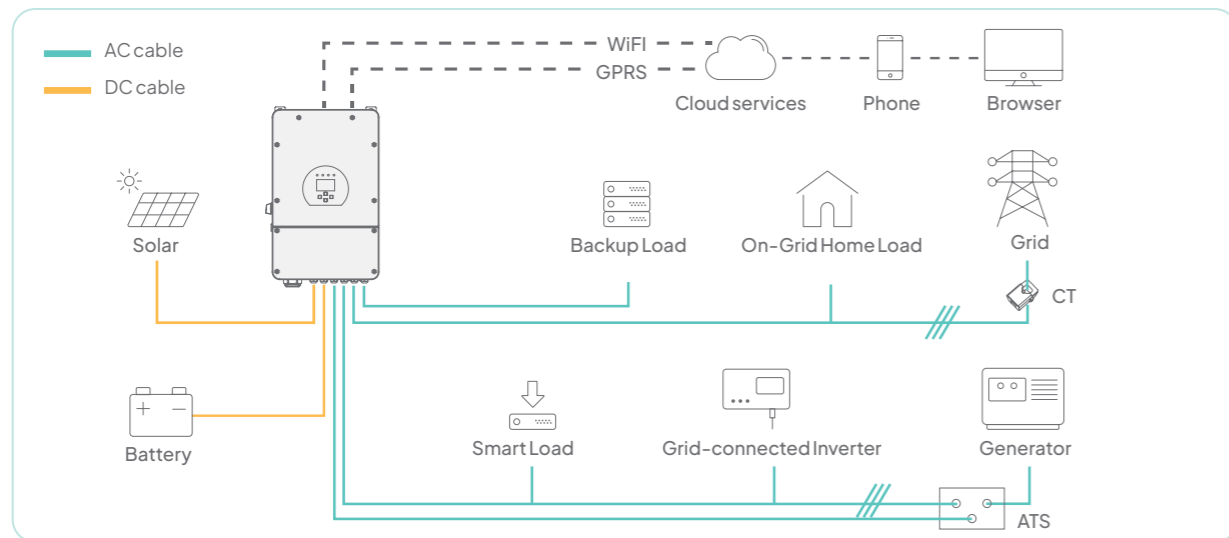 AC cable
DC cable
WiFI
GPRS
Cloud services
Phone
Browser
Solar
Backup Load
On-Grid Home Load
Grid
CT
+ −
Battery
Smart Load
Grid-connected Inverter
Generator
ATS